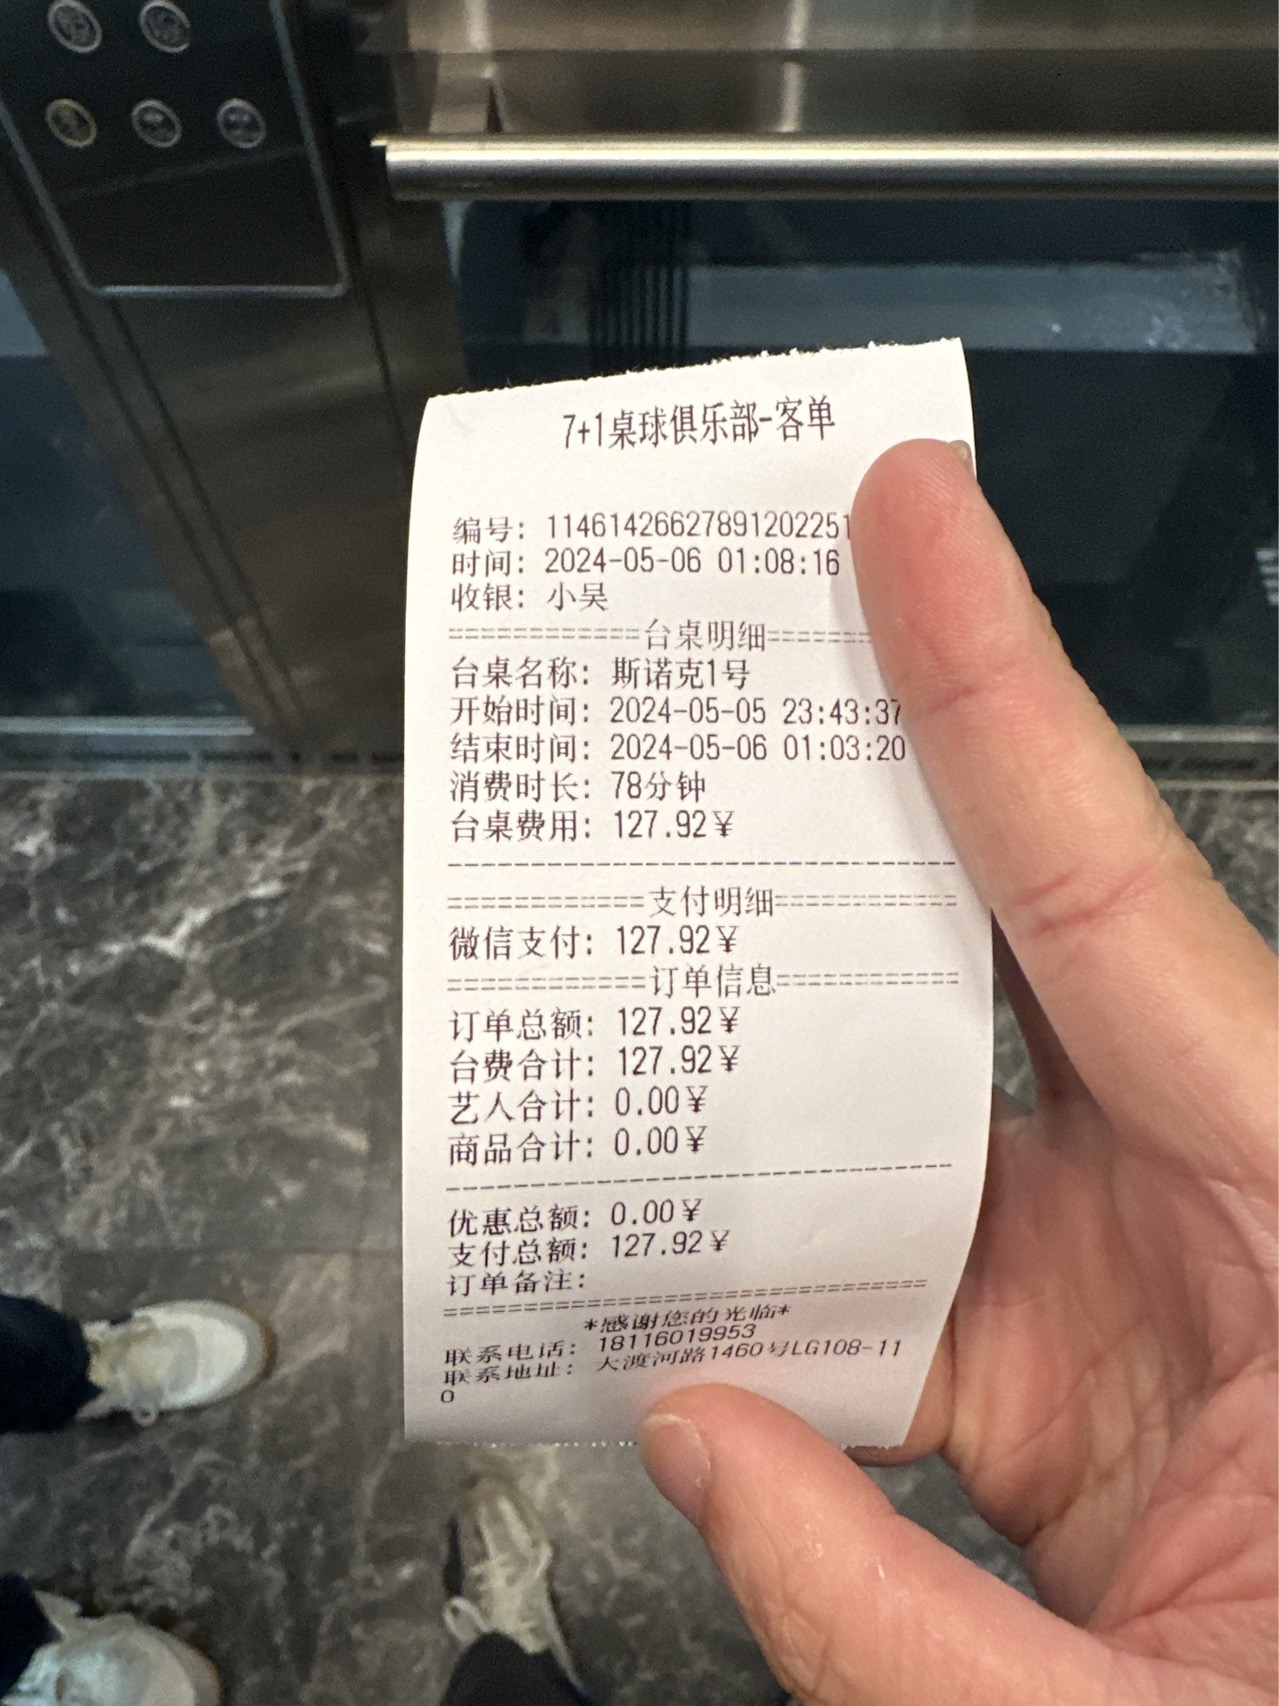 7+1桌球俱乐部-客单
编号: 11461426627891202251
时间: 2024-05-06 01:08:16
收银: 小吴
============台桌明细=======
台桌名称: 斯诺克1号
开始时间: 2024-05-05 23:43:37
结束时间: 2024-05-06 01:03:20
消费时长: 78分钟
台桌费用: 127.92¥
--------------------------------
============支付明细===========
微信支付: 127.92¥
============订单信息===========
订单总额: 127.92¥
台费合计: 127.92¥
艺人合计: 0.00¥
商品合计: 0.00¥
--------------------------------
优惠总额: 0.00¥
支付总额: 127.92¥
订单备注:
===============================
*感谢您的光临*
联系电话: 18116019953
联系地址: 大渡河路1460号LG108-11
0